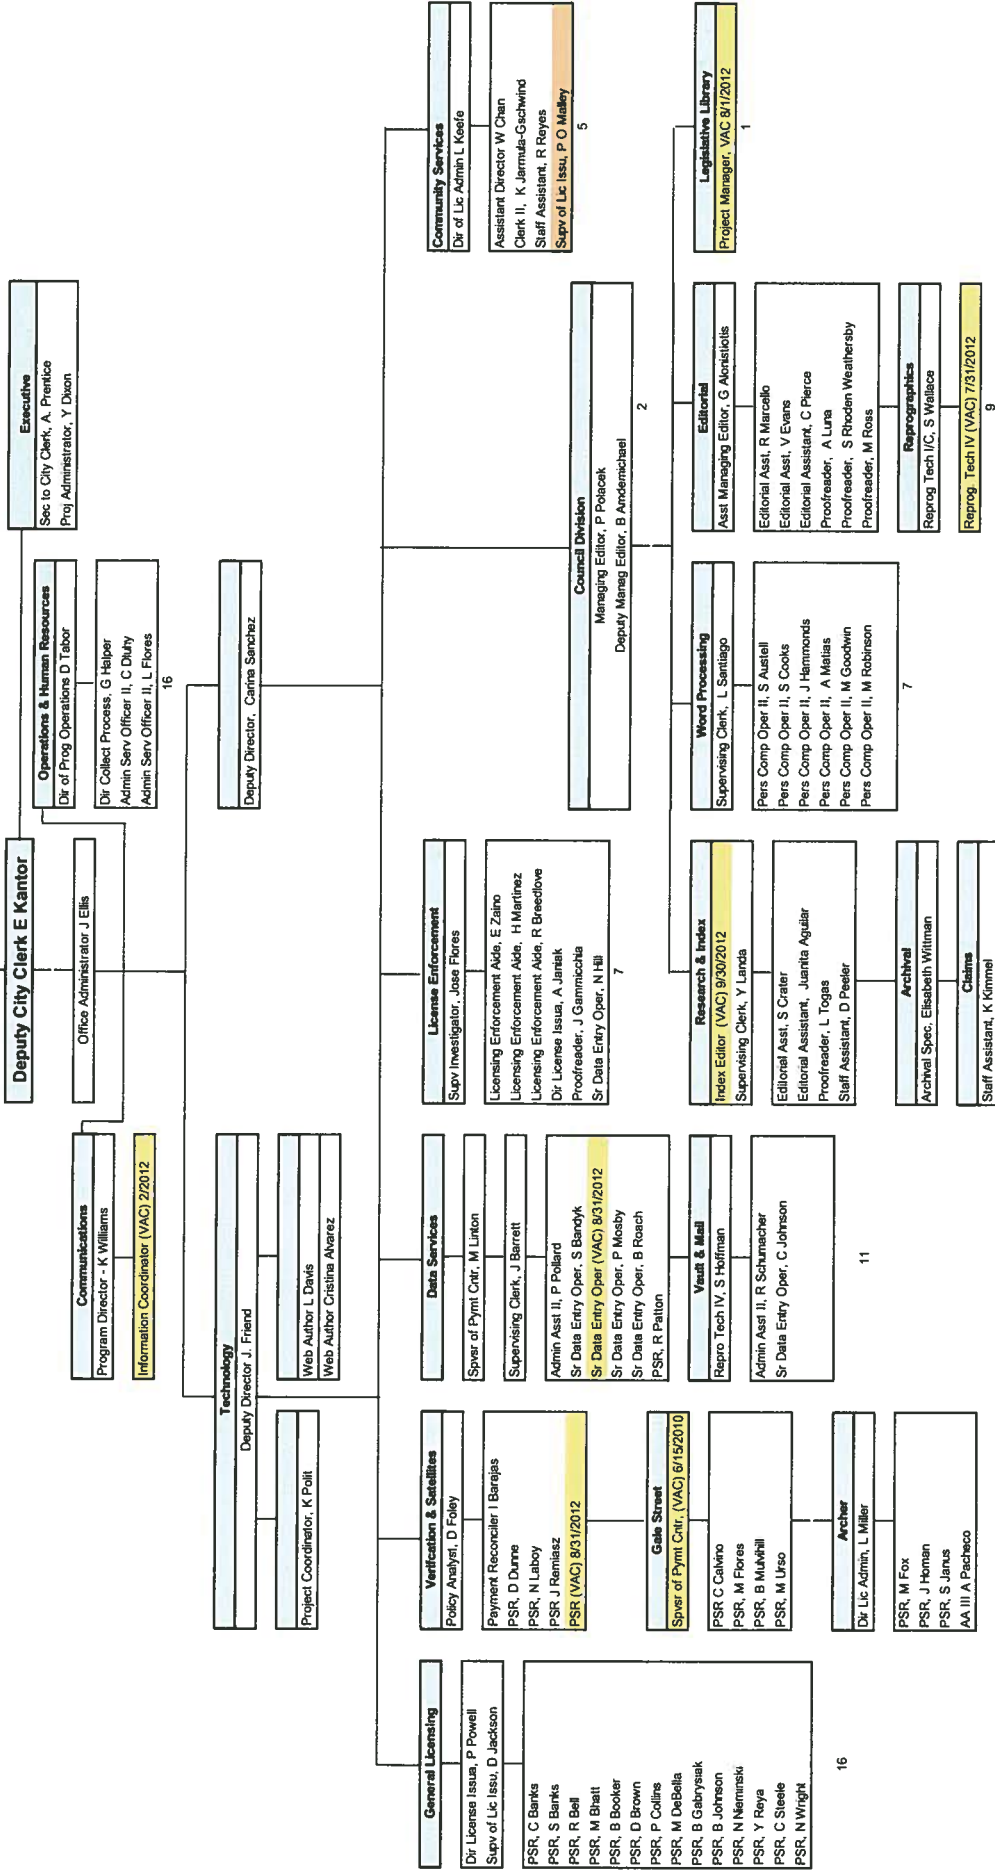 Deputy City Clerk E Kantor
Executive
Sec to City Clerk, A. Prentice
Proj Administrator, Y Dixon
Office Administrator J Ellis
Operations & Human Resources
Dir of Prog Operations D Tabor
Dir Collect Process, G Halper
Admin Serv Officer II, C Dluhy
Admin Serv Officer II, L Flores
16
Communications
Program Director - K Williams
Information Coordinator (VAC) 2/2012
Technology
Deputy Director J. Friend
Project Coordinator, K Polit
Web Author L Davis
Web Author Cristina Alvarez
Deputy Director, Carina Sanchez
General Licensing
Dir License Issua, P Powell
Supv of Lic Issu, D Jackson
PSR, C Banks
PSR, S Banks
PSR, R Bell
PSR, M Bhatt
PSR, B Booker
PSR, D Brown
PSR, P Collins
PSR, M DeBella
PSR, B Gabrysiak
PSR, B Johnson
PSR, N Nieminski
PSR, Y Reya
PSR, C Steele
PSR, N Wright
16
Verifcation & Satellites
Policy Analyst, D Foley
Payment Reconciler I Barajas
PSR, D Dunne
PSR, N Laboy
PSR J Remiasz
PSR (VAC) 8/31/2012
Gale Street
Spvsr of Pymt Cntr, (VAC) 6/15/2010
PSR C Calvino
PSR, M Flores
PSR, B Mulvihill
PSR, M Urso
Archer
Dir Lic Admin, L Miller
PSR, M Fox
PSR, J Homan
PSR, S Janus
AA III A Pacheco
Data Services
Spvsr of Pymt Cntr, M Linton
Supervising Clerk, J Barrett
Admin Asst II, P Pollard
Sr Data Entry Oper, S Bandyk
Sr Data Entry Oper (VAC) 8/31/2012
Sr Data Entry Oper, P Mosby
Sr Data Entry Oper, B Roach
PSR, R Patton
Vault & Mail
Repro Tech IV, S Hoffman
Admin Asst II, R Schumacher
Sr Data Entry Oper, C Johnson
11
License Enforcement
Supv Investigator, Jose Flores
Licensing Enforcement Aide, E Zaino
Licensing Enforcement Aide, H Martinez
Licensing Enforcement Aide, R Breedlove
Dir License Issua, A Janiak
Proofreader, J Gammicchia
Sr Data Entry Oper, N Hill
7
Community Services
Dir of Lic Admin L Keefe
Assistant Director W Chan
Clerk II, K Jarmula-Gschwind
Staff Assistant, R Reyes
Supv of Lic Issu, P O Malley
5
Council Division
Managing Editor, P Polacek
Deputy Manag Editor, B Amdemichael
2
Research & Index
Index Editor (VAC) 9/30/2012
Supervising Clerk, Y Landa
Editorial Asst, S Crater
Editorial Assistant, Juanita Aguilar
Proofreader, L Togas
Staff Assistant, D Peeler
Archival
Archival Spec, Elisabeth Wittman
Claims
Staff Assistant, K Kimmel
Word Processing
Supervising Clerk, L Santiago
Pers Comp Oper II, S Austell
Pers Comp Oper II, S Cooks
Pers Comp Oper II, J Hammonds
Pers Comp Oper II, A Matias
Pers Comp Oper II, M Goodwin
Pers Comp Oper II, M Robinson
7
Editorial
Asst Managing Editor, G Alonistiotis
Editorial Asst, R Marcello
Editorial Asst, V Evans
Editorial Assistant, C Pierce
Proofreader, A Luna
Proofreader, S Rhoden Weathersby
Proofreader, M Ross
Reprographics
Reprog Tech I/C, S Wallace
Reprog. Tech IV (VAC) 7/31/2012
9
Legislative Library
Project Manager, VAC 8/1/2012
1